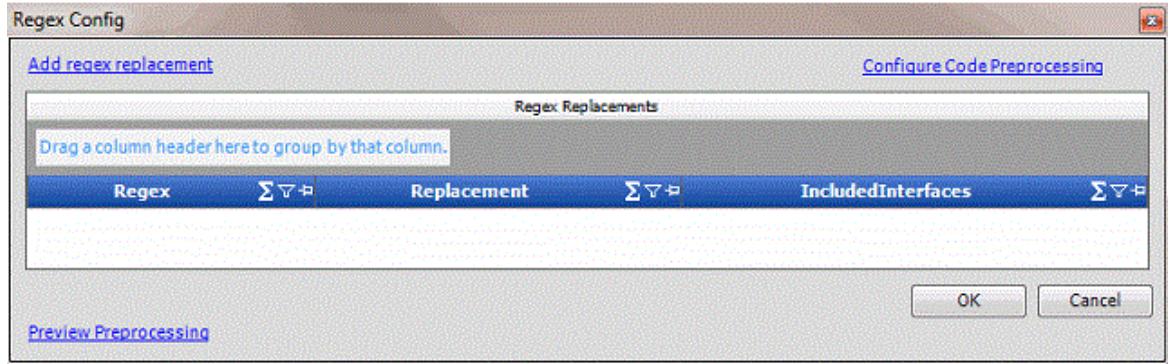 Regex Config
Add regex replacement
Configure Code Preprocessing
Regex Replacements
Drag a column header here to group by that column.
Regex Σ Replacement Σ IncludedInterfaces Σ
OK Cancel
Preview Preprocessing